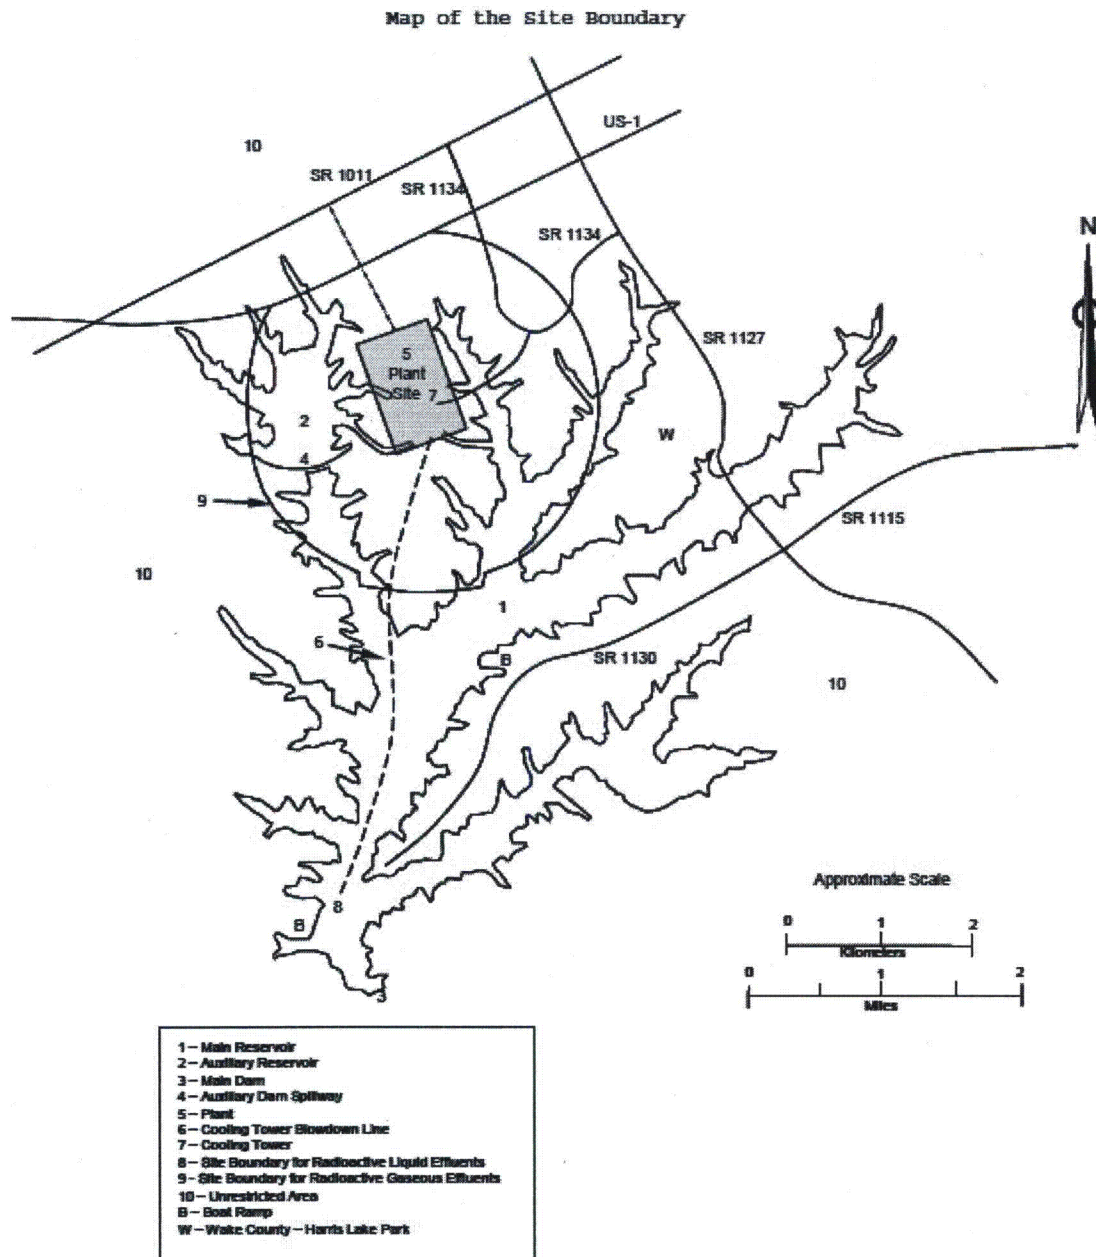 Map of the Site Boundary
US-1
10
SR 1011
SR 1134
SR 1134
N
SR 1127
5
Plant
Site 7
2
W
4
9
SR 1115
10
1
6
B
SR 1130
10
Approximate Scale
8
B
0 1 2
Kilometers
3
0 1 2
Miles
1 – Main Reservoir
2 – Auxiliary Reservoir
3 – Main Dam
4 – Auxiliary Dam Spillway
5 – Plant
6 – Cooling Tower Blowdown Line
7 – Cooling Tower
8 – Site Boundary for Radioactive Liquid Effluents
9 - Site Boundary for Radioactive Gaseous Effluents
10 – Unrestricted Area
B – Boat Ramp
W – Wake County – Harris Lake Park